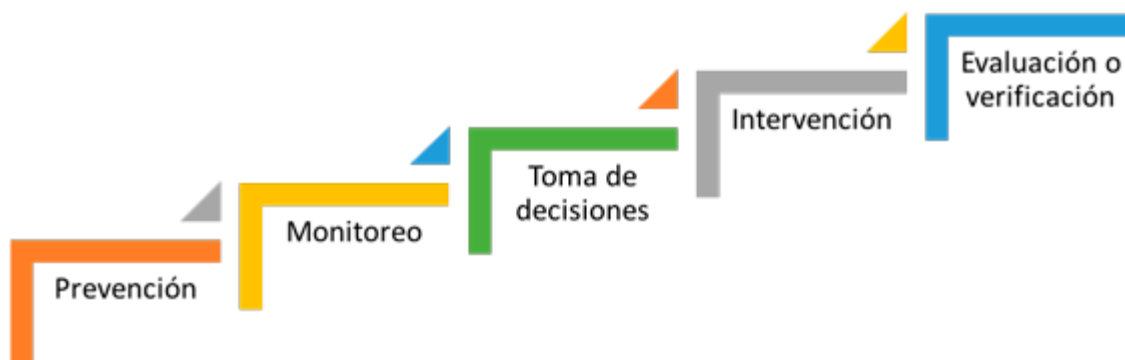 Prevención
Monitoreo
Toma de
decisiones
Intervención
Evaluación o
verificación